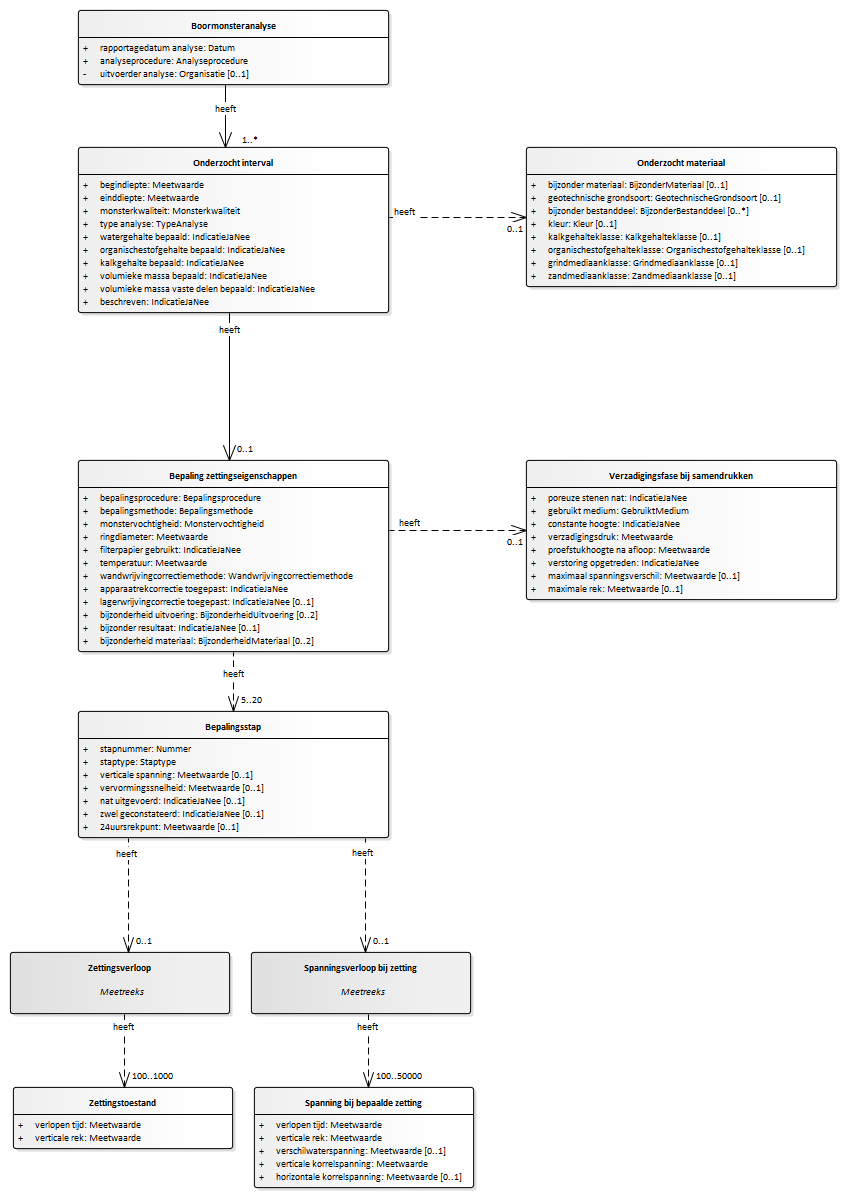 Boormonsteranalyse
+ rapportagedatum analyse: Datum
+ analyseprocedure: Analyseprocedure
- uitvoerder analyse: Organisatie [0..1]
heeft
1..*
Onderzocht interval
+ begindiepte: Meetwaarde
+ einddiepte: Meetwaarde
+ monsterkwaliteit: Monsterkwaliteit
+ type analyse: TypeAnalyse
+ watergehalte bepaald: IndicatieJaNee
+ organischestofgehalte bepaald: IndicatieJaNee
+ kalkgehalte bepaald: IndicatieJaNee
+ volumieke massa bepaald: IndicatieJaNee
+ volumieke massa vaste delen bepaald: IndicatieJaNee
+ beschreven: IndicatieJaNee
heeft
0..1
Onderzocht materiaal
+ bijzonder materiaal: BijzonderMateriaal [0..1]
+ geotechnische grondsoort: GeotechnischeGrondsoort [0..1]
+ bijzonder bestanddeel: BijzonderBestanddeel [0..*]
+ kleur: Kleur [0..1]
+ kalkgehalteklasse: Kalkgehalteklasse [0..1]
+ organischestofgehalteklasse: Organischestofgehalteklasse [0..1]
+ grindmediaanklasse: Grindmediaanklasse [0..1]
+ zandmediaanklasse: Zandmediaanklasse [0..1]
heeft
0..1
Bepaling zettingseigenschappen
+ bepalingsprocedure: Bepalingsprocedure
+ bepalingsmethode: Bepalingsmethode
+ monstervochtigheid: Monstervochtigheid
+ ringdiameter: Meetwaarde
+ filterpapier gebruikt: IndicatieJaNee
+ temperatuur: Meetwaarde
+ wandwrijvingcorrectiemethode: Wandwrijvingcorrectiemethode
+ apparaatrekcorrectie toegepast: IndicatieJaNee
+ lagerwrijvingcorrectie toegepast: IndicatieJaNee [0..1]
+ bijzonderheid uitvoering: BijzonderheidUitvoering [0..2]
+ bijzonder resultaat: IndicatieJaNee [0..1]
+ bijzonderheid materiaal: BijzonderheidMateriaal [0..2]
heeft
0..1
Verzadigingsfase bij samendrukken
+ poreuze stenen nat: IndicatieJaNee
+ gebruikt medium: GebruiktMedium
+ constante hoogte: IndicatieJaNee
+ verzadigingsdruk: Meetwaarde
+ proefstukhoogte na afloop: Meetwaarde
+ verstoring opgetreden: IndicatieJaNee
+ maximaal spanningsverschil: Meetwaarde [0..1]
+ maximale rek: Meetwaarde [0..1]
heeft
5..20
Bepalingsstap
+ stapnummer: Nummer
+ staptype: Staptype
+ verticale spanning: Meetwaarde [0..1]
+ vervormingssnelheid: Meetwaarde [0..1]
+ nat uitgevoerd: IndicatieJaNee [0..1]
+ zwel geconstateerd: IndicatieJaNee [0..1]
+ 24uursrekpunt: Meetwaarde [0..1]
heeft
heeft
0..1
0..1
Zettingsverloop
Meetreeks
Spanningsverloop bij zetting
Meetreeks
heeft
heeft
100..1000
100..50000
Zettingstoestand
+ verlopen tijd: Meetwaarde
+ verticale rek: Meetwaarde
Spanning bij bepaalde zetting
+ verlopen tijd: Meetwaarde
+ verticale rek: Meetwaarde
+ verschilwaterspanning: Meetwaarde [0..1]
+ verticale korrelspanning: Meetwaarde
+ horizontale korrelspanning: Meetwaarde [0..1]